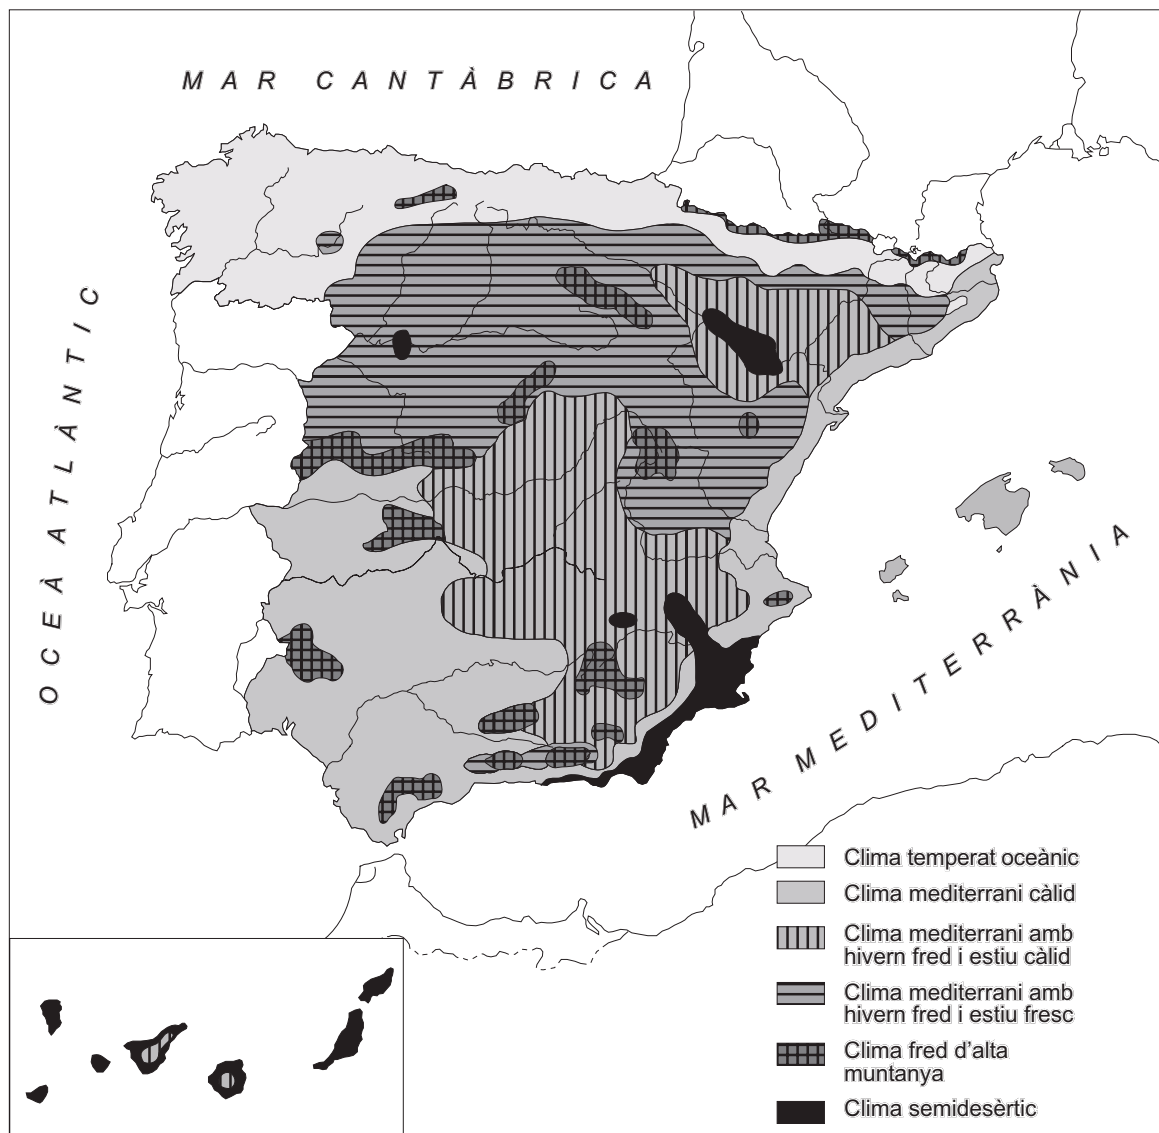 MAR CANTÀBRICA
OCEÀ ATLÀNTIC
MAR MEDITERRÀNIA
Clima temperat oceànic
Clima mediterrani càlid
Clima mediterrani amb
hivern fred i estiu càlid
Clima mediterrani amb
hivern fred i estiu fresc
Clima fred d'alta
muntanya
Clima semidesèrtic